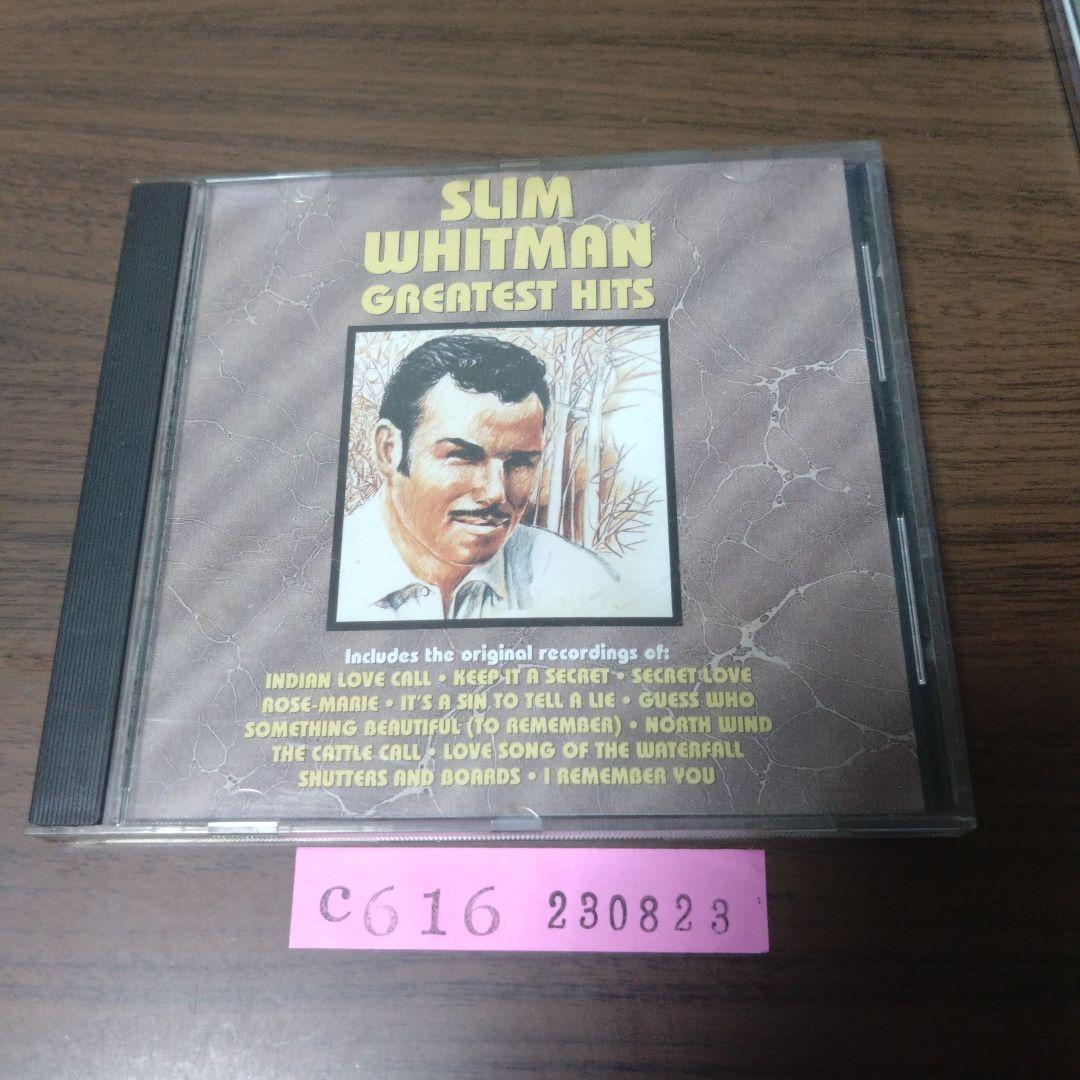 SLIM
WHITMAN
GREATEST HITS
Includes the original recordings of:
INDIAN LOVE CALL • KEEP IT A SECRET • SECRET LOVE
ROSE-MARIE • IT'S A SIN TO TELL A LIE • GUESS WHO
SOMETHING BEAUTIFUL (TO REMEMBER) • NORTH WIND
THE CATTLE CALL • LOVE SONG OF THE WATERFALL
SHUTTERS AND BOARDS • I REMEMBER YOU
c616 230823